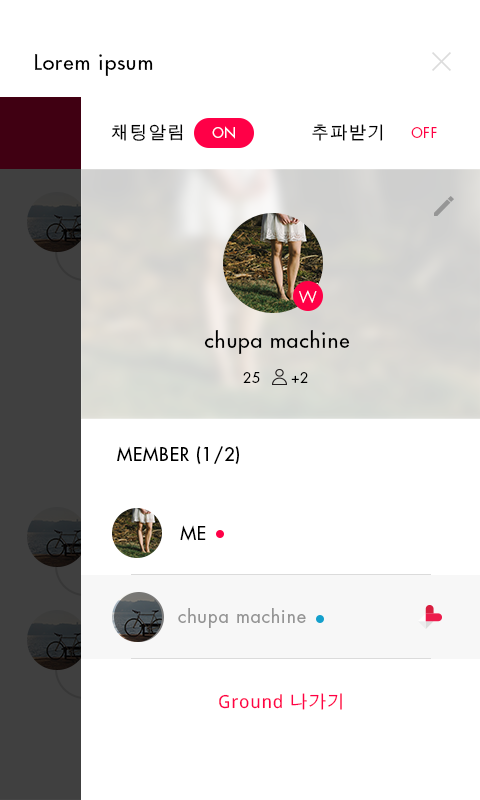 Lorem ipsum
채팅알림 ON 추파받기 OFF
W
chupa machine
25 +2
MEMBER (1/2)
ME
chupa machine
Ground 나가기